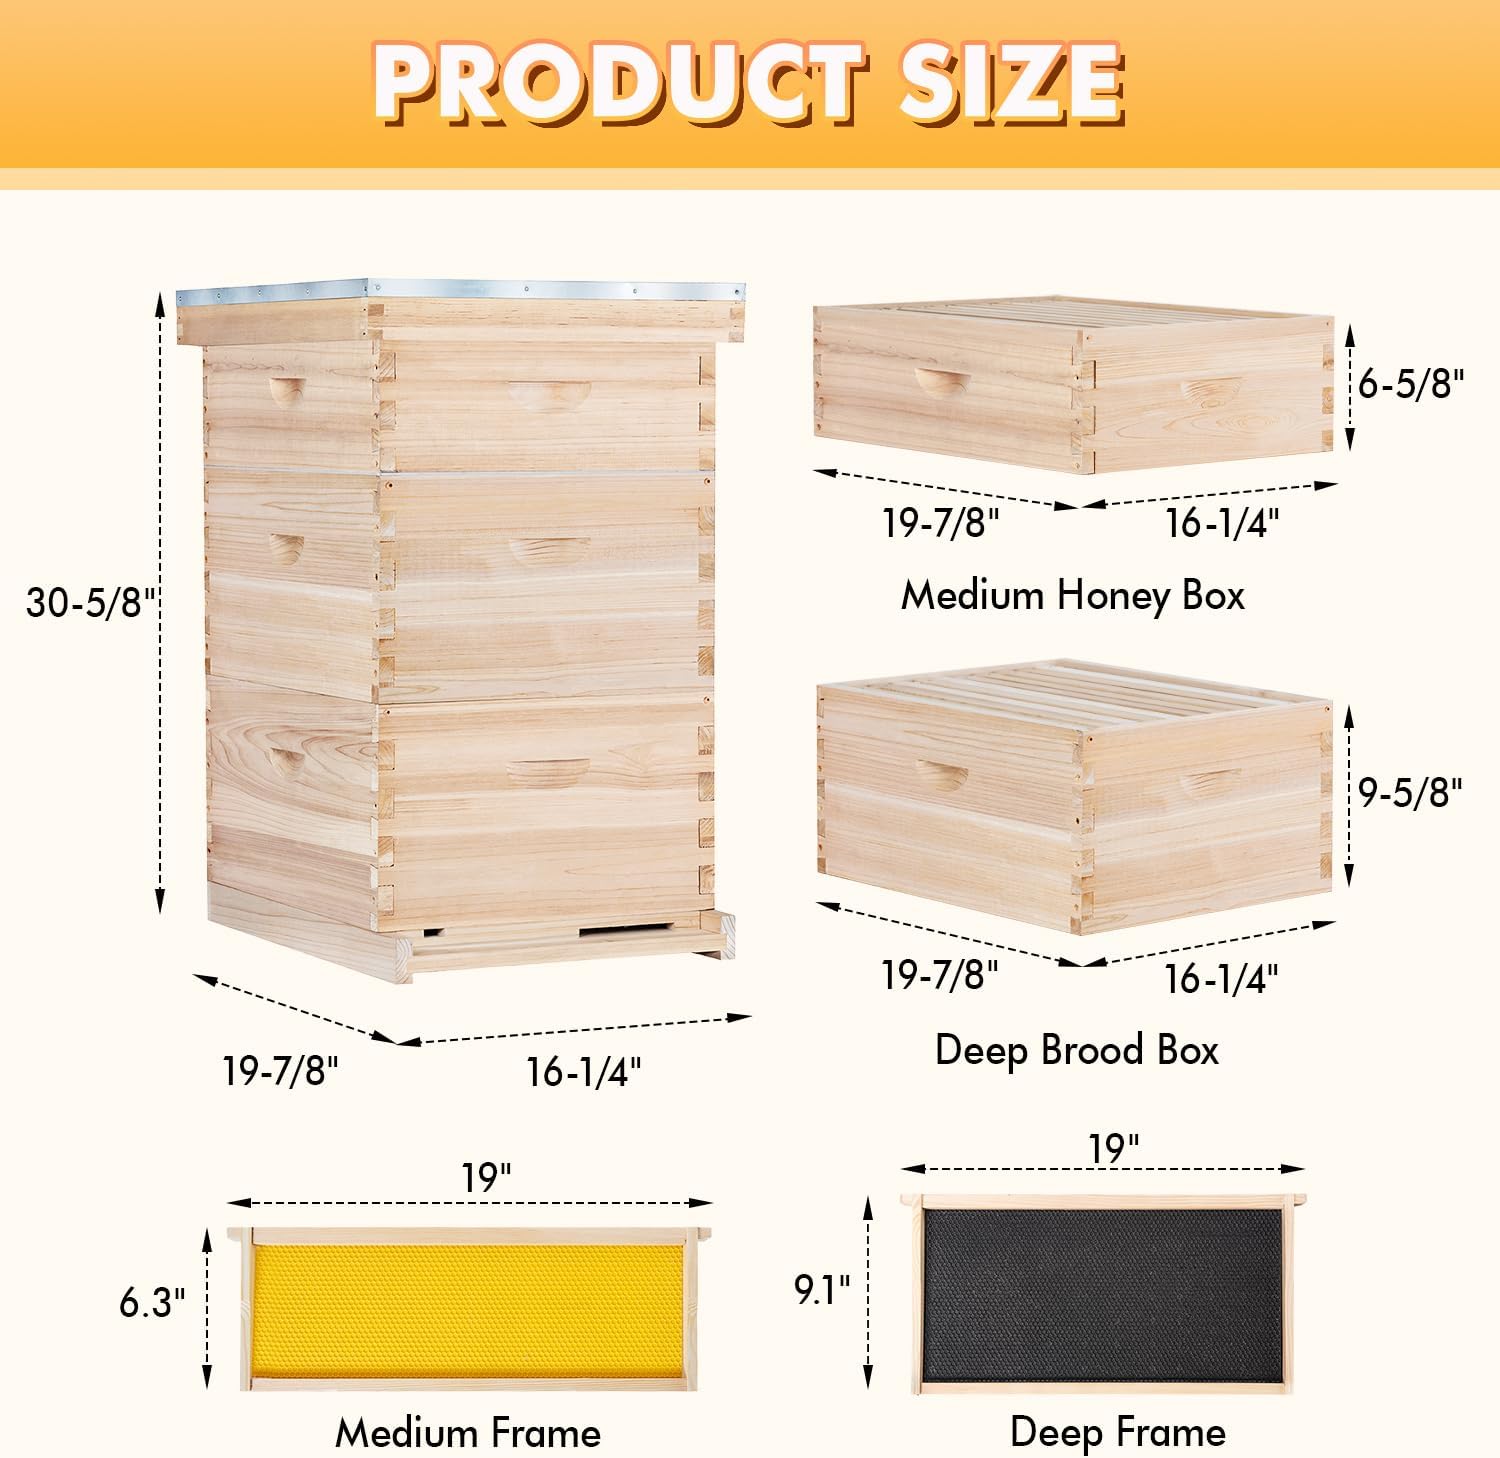 PRODUCT SIZE
30-5/8"
19-7/8"
16-1/4"
6-5/8"
19-7/8"
16-1/4"
Medium Honey Box
9-5/8"
19-7/8"
16-1/4"
Deep Brood Box
19"
6.3"
Medium Frame
19"
9.1"
Deep Frame